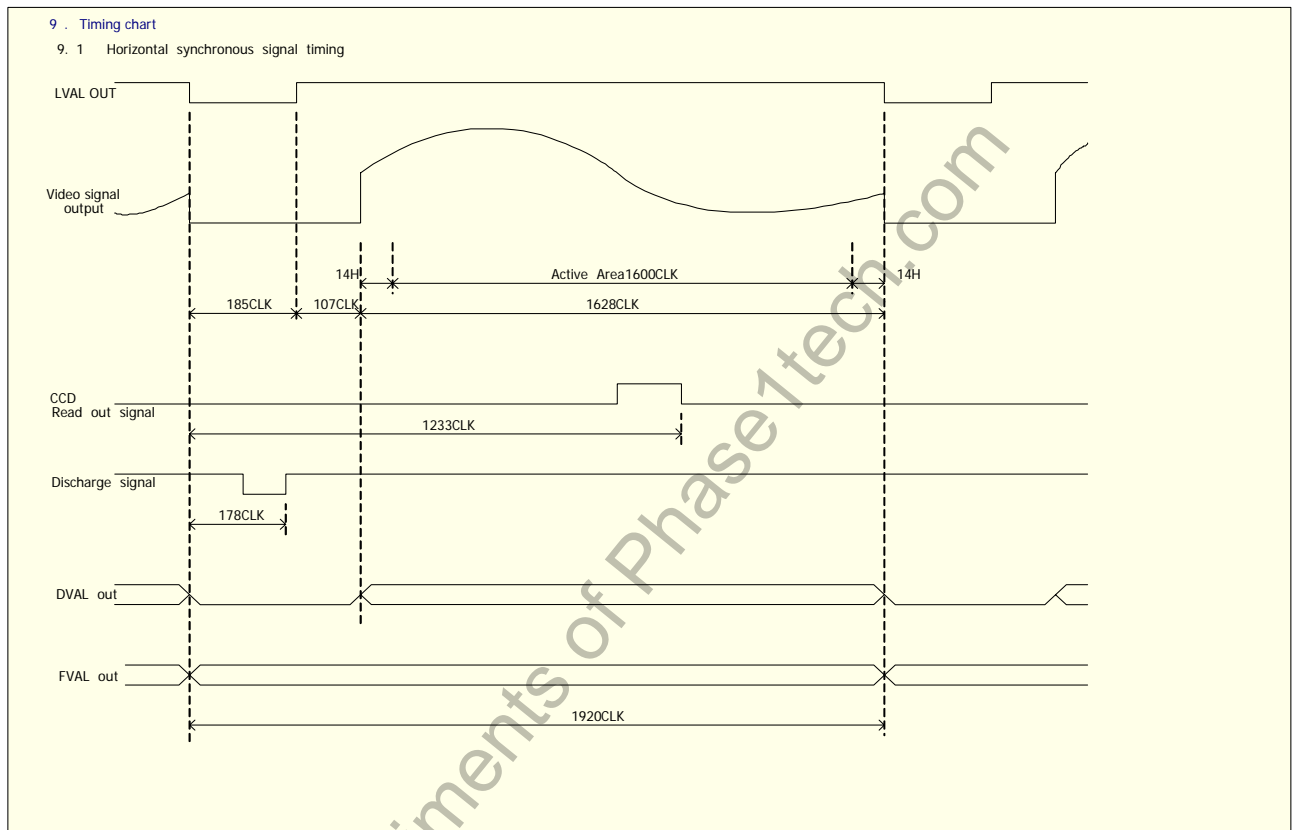 9 . Timing chart
9. 1 Horizontal synchronous signal timing
LVAL OUT
Video signal
output
14H
Active Area1600CLK
14H
185CLK
107CLK
1628CLK
CCD
Read out signal
1233CLK
Discharge signal
178CLK
DVAL out
FVAL out
1920CLK
iments of Phase1tech.com